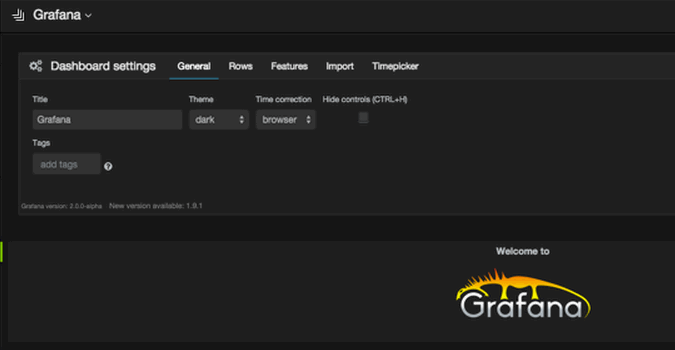 Grafana
Dashboard settings General Rows Features Import Timepicker
Title Theme Time correction Hide controls (CTRL+H)
Grafana dark browser
Tags
add tags
Grafana version: 2.0.0-alpha New version available: 1.9.1
Welcome to
Grafana